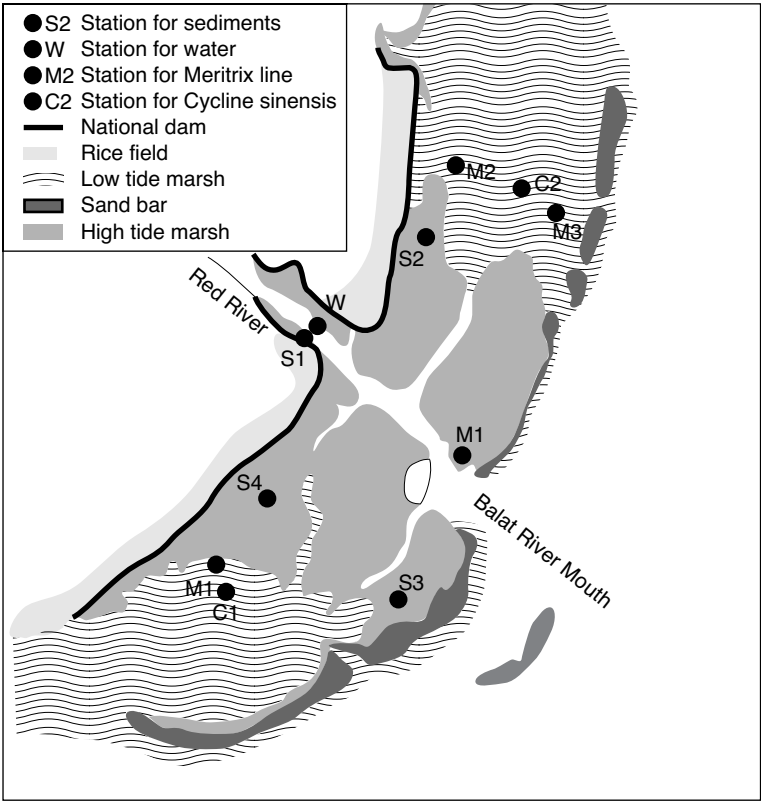 S2 Station for sediments
W Station for water
M2 Station for Meritrix line
C2 Station for Cycline sinensis
National dam
Rice field
Low tide marsh
Sand bar
High tide marsh
M2
C2
M3
S2
Red River
W
S1
M1
S4
Balat River Mouth
M1
S3
C1